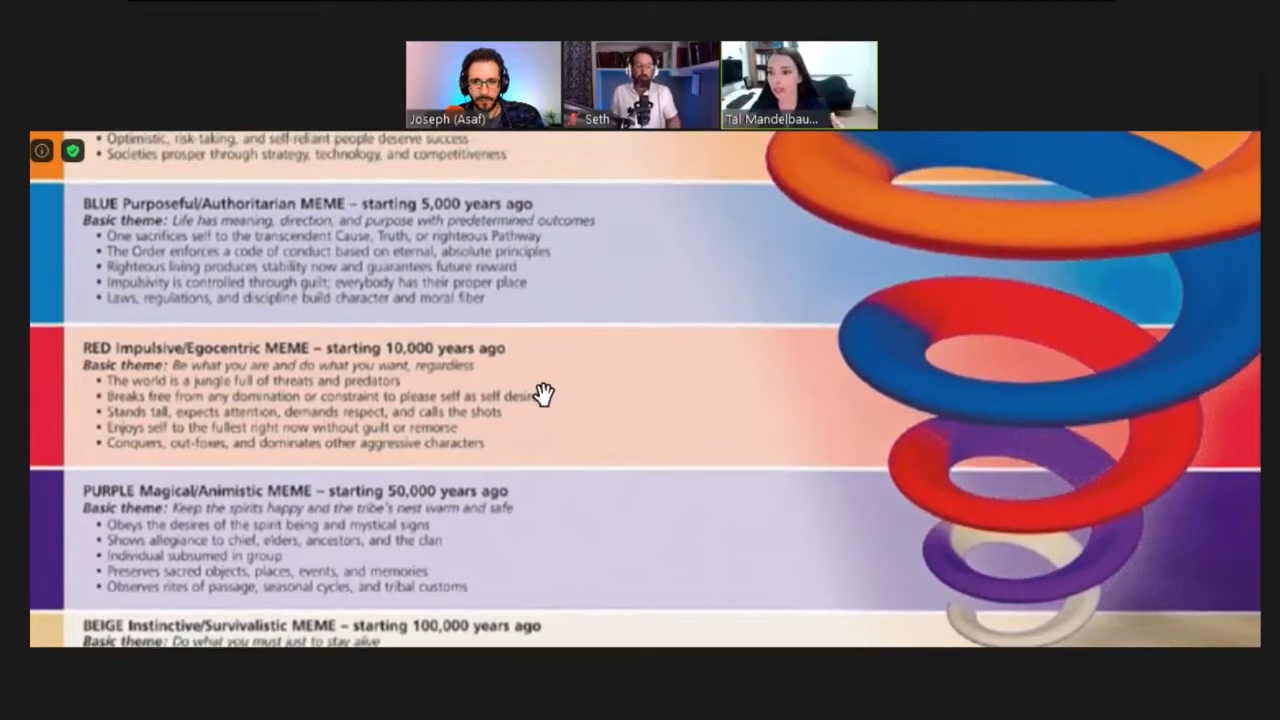 Joseph (Asaf)
Seth
Tal Mandelbau...
• Optimistic, risk-taking, and self-reliant people deserve success
• Societies prosper through strategy, technology, and competitiveness
BLUE Purposeful/Authoritarian MEME – starting 5,000 years ago
Basic theme: Life has meaning, direction, and purpose with predetermined outcomes
• One sacrifices self to the transcendent Cause, Truth, or righteous Pathway
• The Order enforces a code of conduct based on eternal, absolute principles
• Righteous living produces stability now and guarantees future reward
• Impulsivity is controlled through guilt; everybody has their proper place
• Laws, regulations, and discipline build character and moral fiber
RED Impulsive/Egocentric MEME – starting 10,000 years ago
Basic theme: Be what you are and do what you want, regardless
• The world is a jungle full of threats and predators
• Breaks free from any domination or constraint to please self as self desir
• Stands tall, expects attention, demands respect, and calls the shots
• Enjoys self to the fullest right now without guilt or remorse
• Conquers, out-foxes, and dominates other aggressive characters
PURPLE Magical/Animistic MEME – starting 50,000 years ago
Basic theme: Keep the spirits happy and the tribe's nest warm and safe
• Obeys the desires of the spirit being and mystical signs
• Shows allegiance to chief, elders, ancestors, and the clan
• Individual subsumed in group
• Preserves sacred objects, places, events, and memories
• Observes rites of passage, seasonal cycles, and tribal customs
BEIGE Instinctive/Survivalistic MEME – starting 100,000 years ago
Basic theme: Do what you must just to stay alive